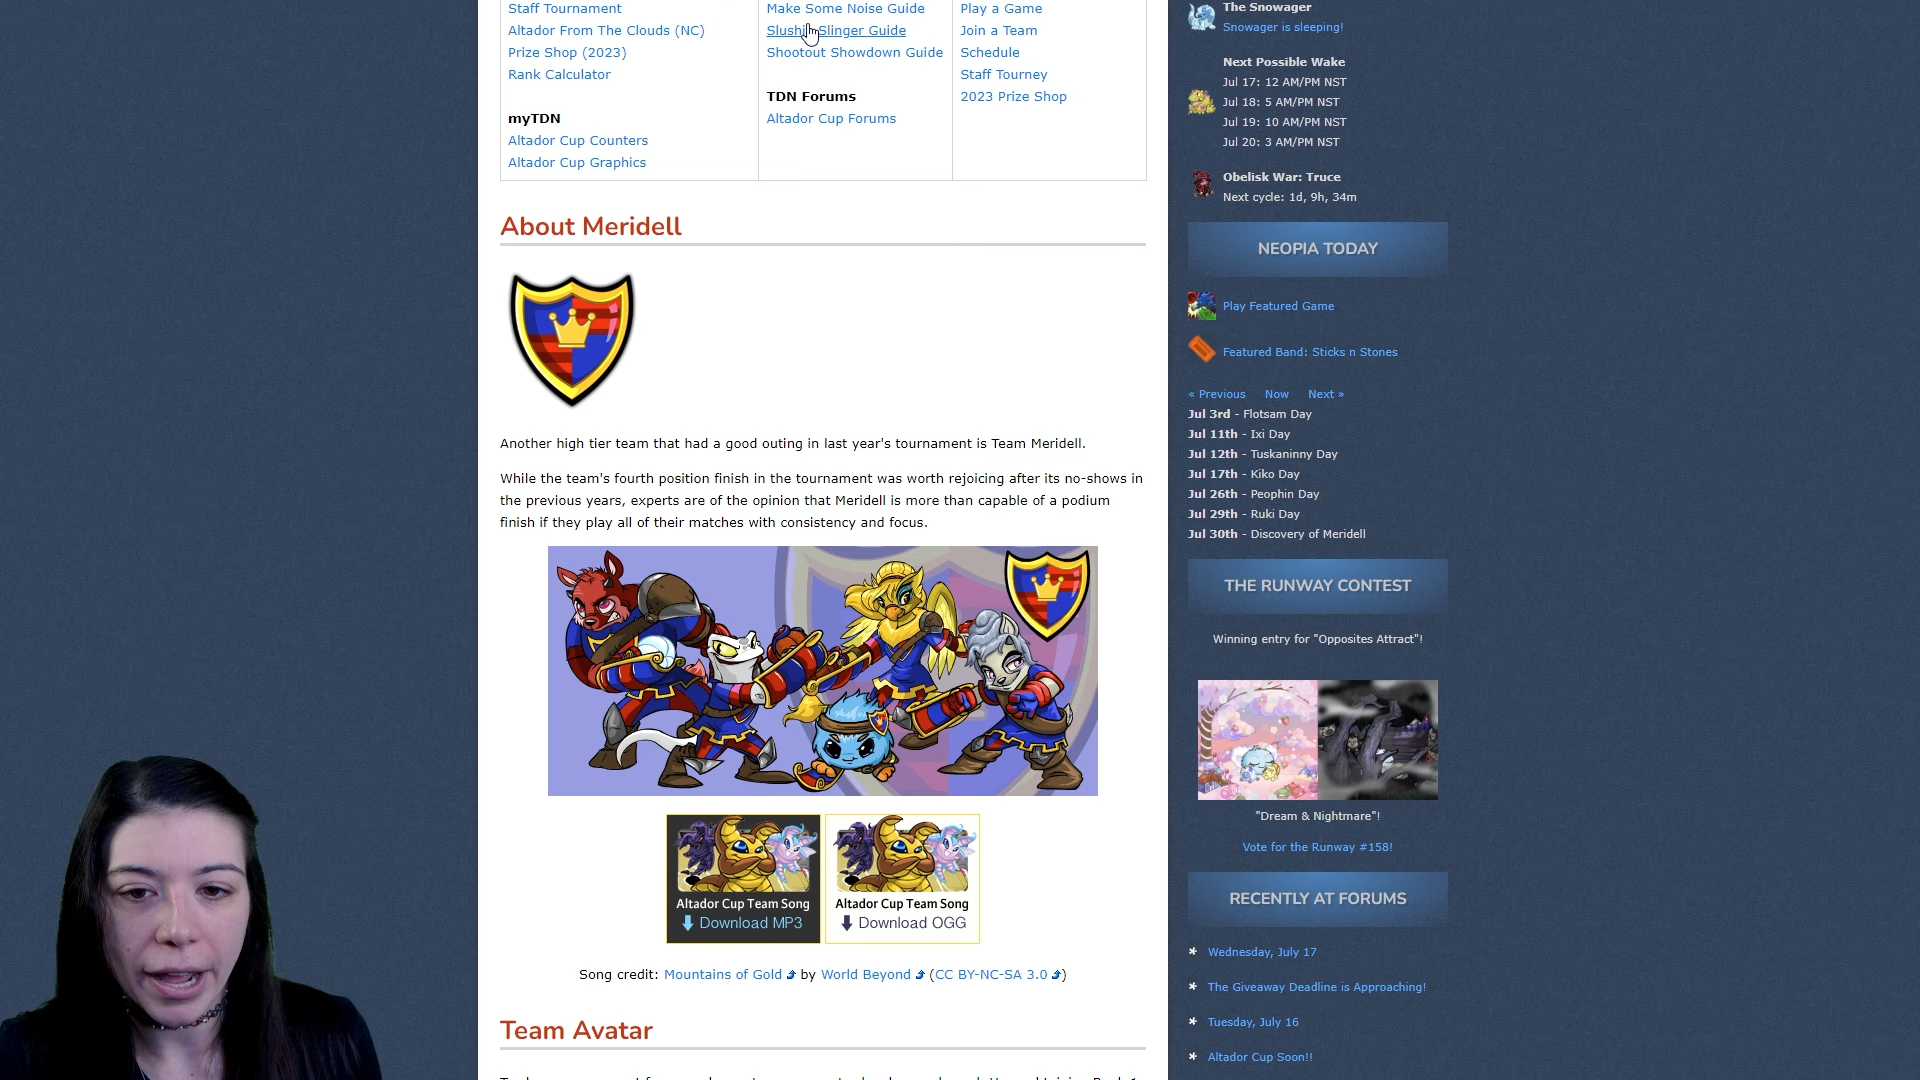 Staff Tournament
Altador From The Clouds (NC)
Prize Shop (2023)
Rank Calculator
myTDN
Altador Cup Counters
Altador Cup Graphics
Make Some Noise Guide
Slushie Slinger Guide
Shootout Showdown Guide
TDN Forums
Altador Cup Forums
Play a Game
Join a Team
Schedule
Staff Tourney
2023 Prize Shop
About Meridell
Another high tier team that had a good outing in last year's tournament is Team Meridell.
While the team's fourth position finish in the tournament was worth rejoicing after its no-shows in
the previous years, experts are of the opinion that Meridell is more than capable of a podium
finish if they play all of their matches with consistency and focus.
Altador Cup Team Song
Download MP3
Altador Cup Team Song
Download OGG
Song credit: Mountains of Gold by World Beyond (CC BY-NC-SA 3.0)
Team Avatar
The Snowager
Snowager is sleeping!
Next Possible Wake
Jul 17: 12 AM/PM NST
Jul 18: 5 AM/PM NST
Jul 19: 10 AM/PM NST
Jul 20: 3 AM/PM NST
Obelisk War: Truce
Next cycle: 1d, 9h, 34m
NEOPIA TODAY
Play Featured Game
Featured Band: Sticks n Stones
« Previous Now Next »
Jul 3rd - Flotsam Day
Jul 11th - Ixi Day
Jul 12th - Tuskaninny Day
Jul 17th - Kiko Day
Jul 26th - Peophin Day
Jul 29th - Ruki Day
Jul 30th - Discovery of Meridell
THE RUNWAY CONTEST
Winning entry for "Opposites Attract"!
"Dream & Nightmare"!
Vote for the Runway #158!
RECENTLY AT FORUMS
* Wednesday, July 17
* The Giveaway Deadline is Approaching!
* Tuesday, July 16
* Altador Cup Soon!!